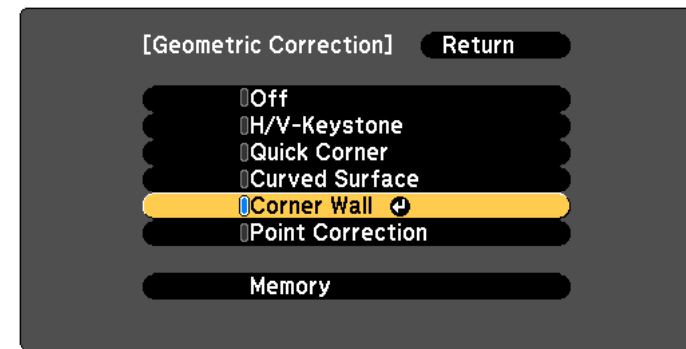 [Geometric Correction] Return
Off
H/V-Keystone
Quick Corner
Curved Surface
Corner Wall
Point Correction
Memory